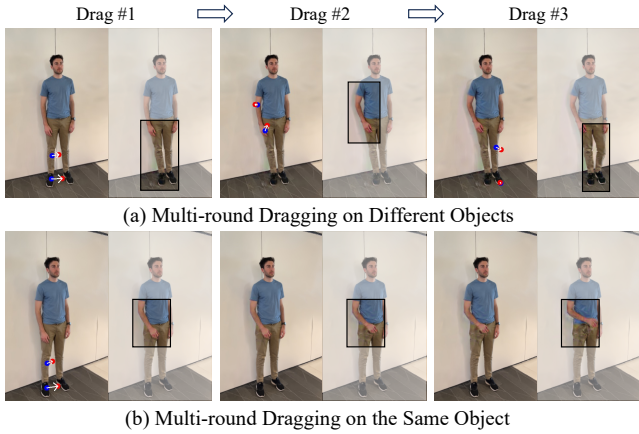 Drag #1
Drag #2
Drag #3
(a) Multi-round Dragging on Different Objects
(b) Multi-round Dragging on the Same Object